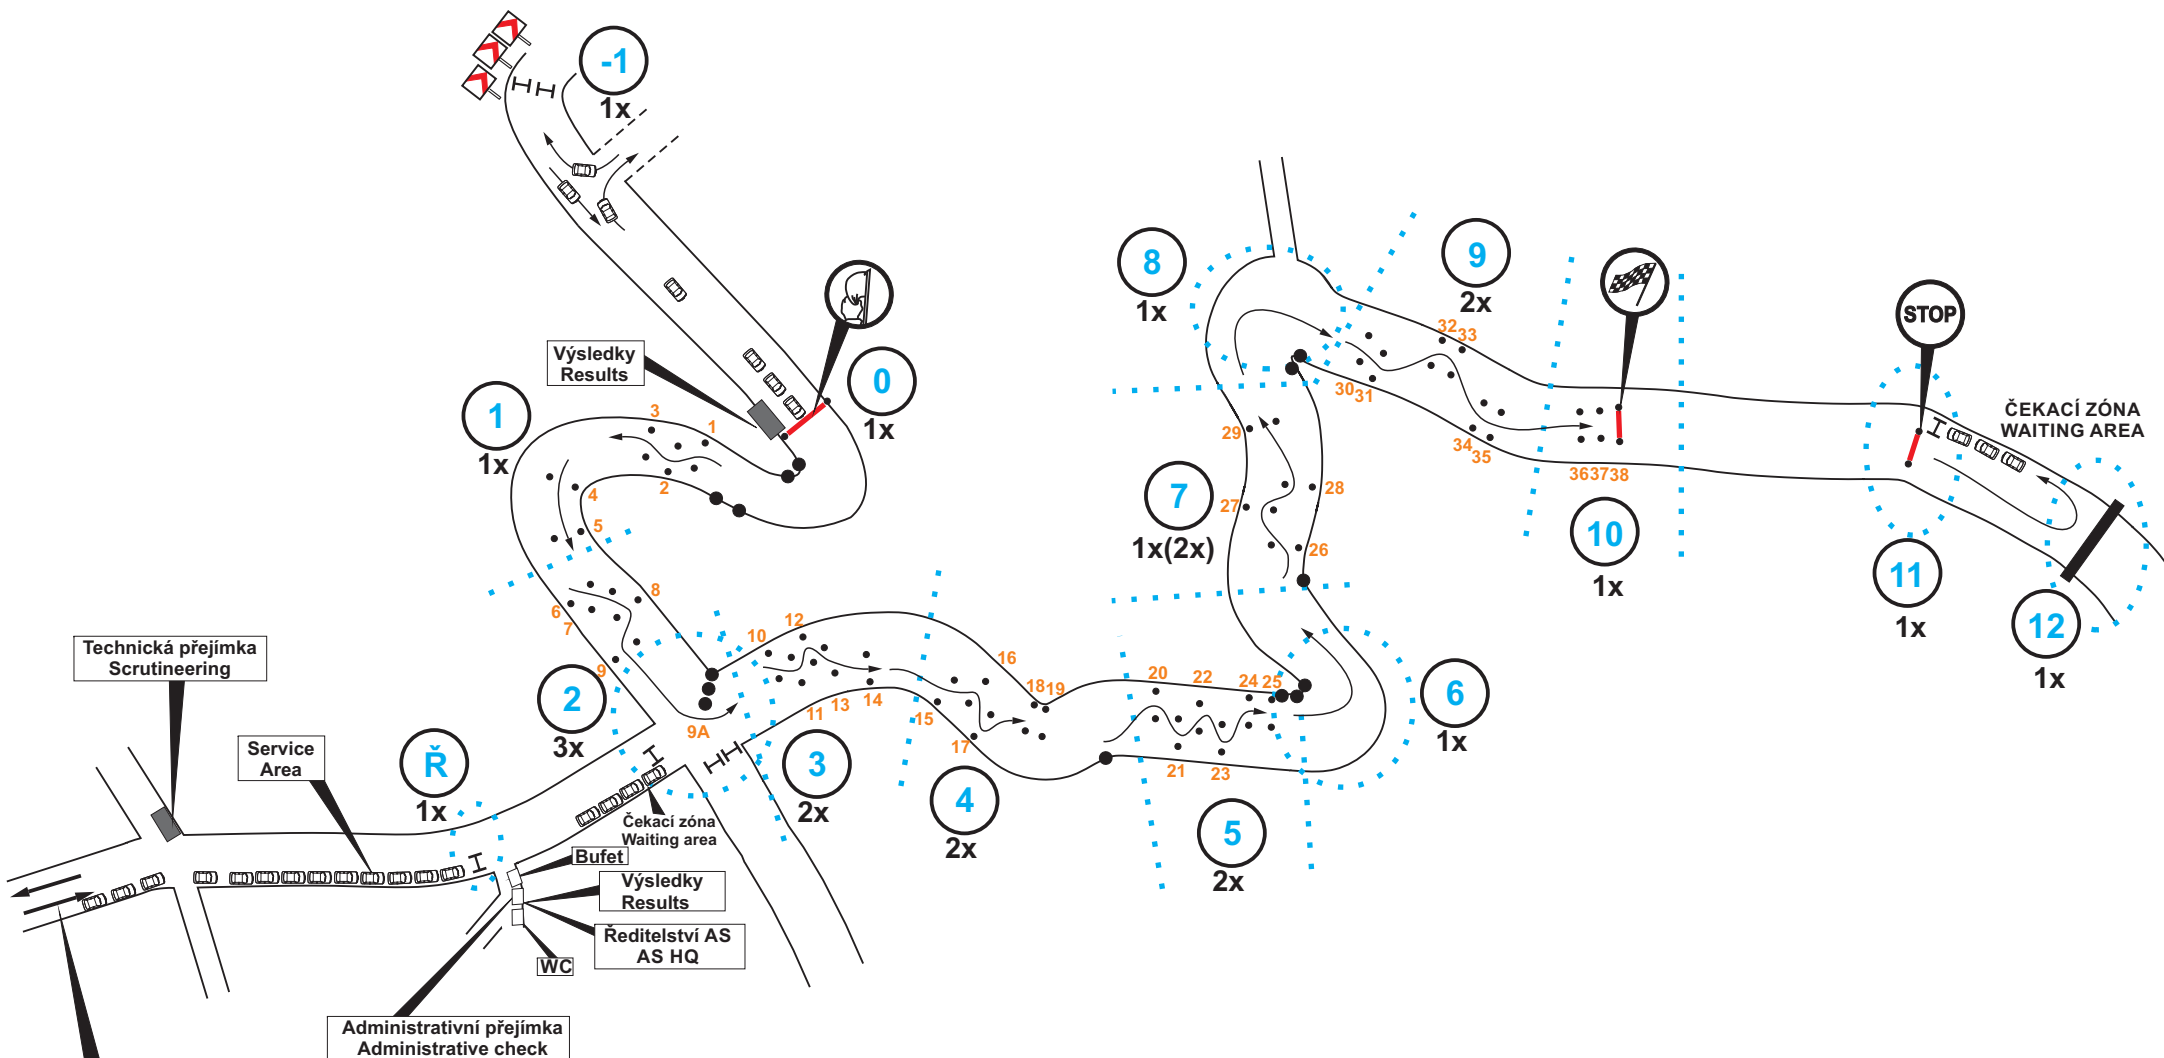 -1
1x
8
1x
9
2x
STOP
Výsledky
Results
0
1x
1
1x
3
1
2
4
5
32
33
30
31
34
35
36
37
38
ČEKACÍ ZÓNA
WAITING AREA
29
7
1x(2x)
27
28
26
10
1x
11
1x
12
1x
6
7
8
9
2
3x
9A
10
12
11
13
14
3
2x
15
16
17
18
19
4
2x
20
22
24
25
21
23
5
2x
6
1x
Technická přejímka
Scrutineering
Service
Area
Ř
1x
Čekací zóna
Waiting area
Bufet
Výsledky
Results
Ředitelství AS
AS HQ
WC
Administrativní přejímka
Administrative check